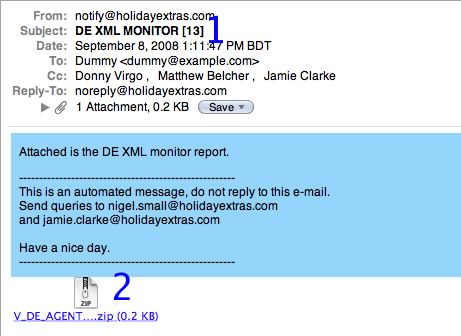 From: notify@holidayextras.com
1
Subject: DE XML MONITOR [13]
Date: September 8, 2008 1:11:47 PM BDT
To: Dummy <dummy@example.com>
Cc: Donny Virgo , Matthew Belcher , Jamie Clarke
Reply-To: noreply@holidayextras.com
1 Attachment, 0.2 KB Save
Attached is the DE XML monitor report.
----------------------------------------------------
This is an automated message, do not reply to this e-mail.
Send queries to nigel.small@holidayextras.com
and jamie.clarke@holidayextras.com
Have a nice day.
----------------------------------------------------
ZIP
2
V_DE_AGENT....zip (0.2 KB)